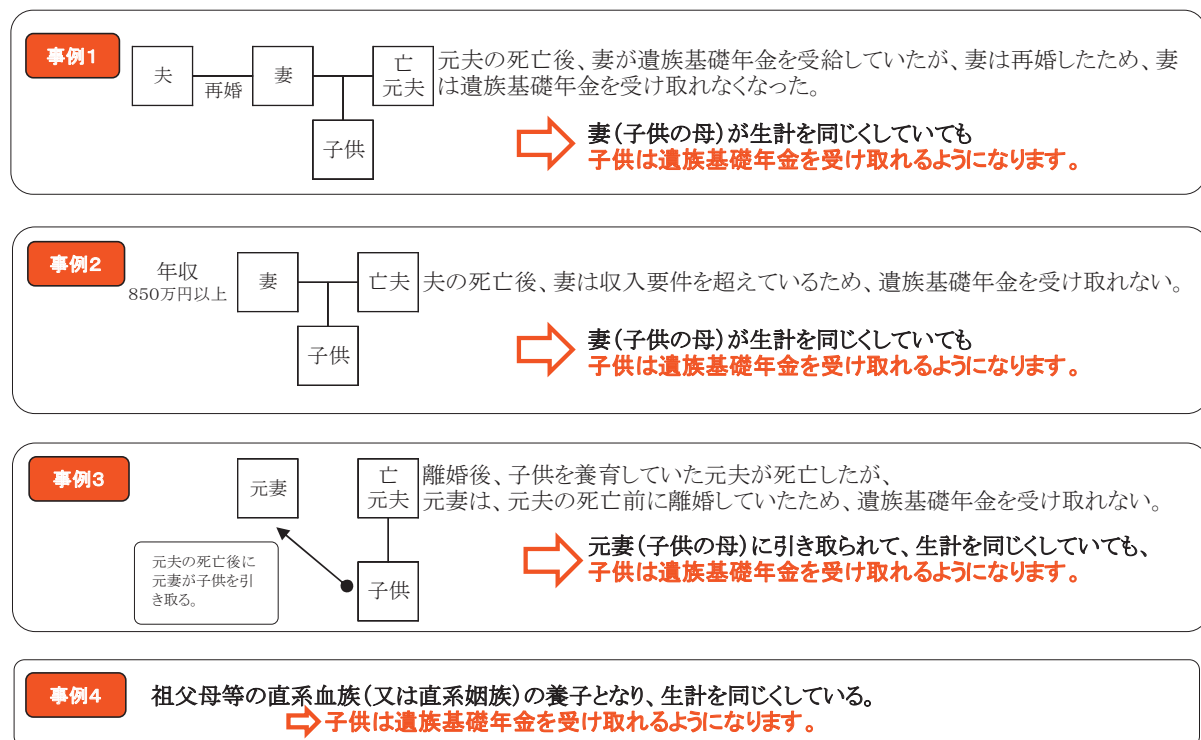 事例1
夫
再婚
妻
亡
元夫
子供
元夫の死亡後、妻が遺族基礎年金を受給していたが、妻は再婚したため、妻
は遺族基礎年金を受け取れなくなった。
妻(子供の母)が生計を同じくしていても
子供は遺族基礎年金を受け取れるようになります。
事例2
年収
850万円以上
妻
亡夫
子供
夫の死亡後、妻は収入要件を超えているため、遺族基礎年金を受け取れない。
妻(子供の母)が生計を同じくしていても
子供は遺族基礎年金を受け取れるようになります。
事例3
元妻
亡
元夫
子供
元夫の死亡後に
元妻が子供を引
き取る。
離婚後、子供を養育していた元夫が死亡したが、
元妻は、元夫の死亡前に離婚していたため、遺族基礎年金を受け取れない。
元妻(子供の母)に引き取られて、生計を同じくしていても、
子供は遺族基礎年金を受け取れるようになります。
事例4
祖父母等の直系血族(又は直系姻族)の養子となり、生計を同じくしている。
子供は遺族基礎年金を受け取れるようになります。